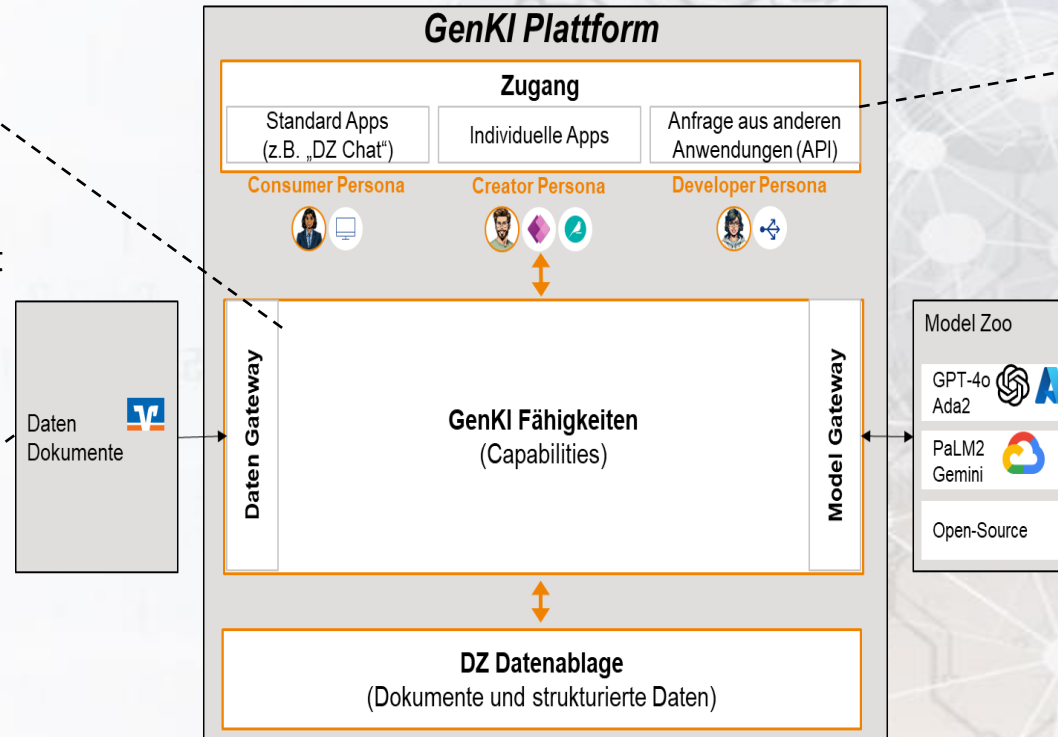 GenKI Plattform
Zugang
Standard Apps
(z.B. „DZ Chat“)
Individuelle Apps
Anfrage aus anderen
Anwendungen (API)
Consumer Persona
Creator Persona
Developer Persona
Daten
Dokumente
Daten Gateway
GenKI Fähigkeiten
(Capabilities)
Model Gateway
Model Zoo
GPT-4o
Ada2
PaLM2
Gemini
Open-Source
DZ Datenablage
(Dokumente und strukturierte Daten)